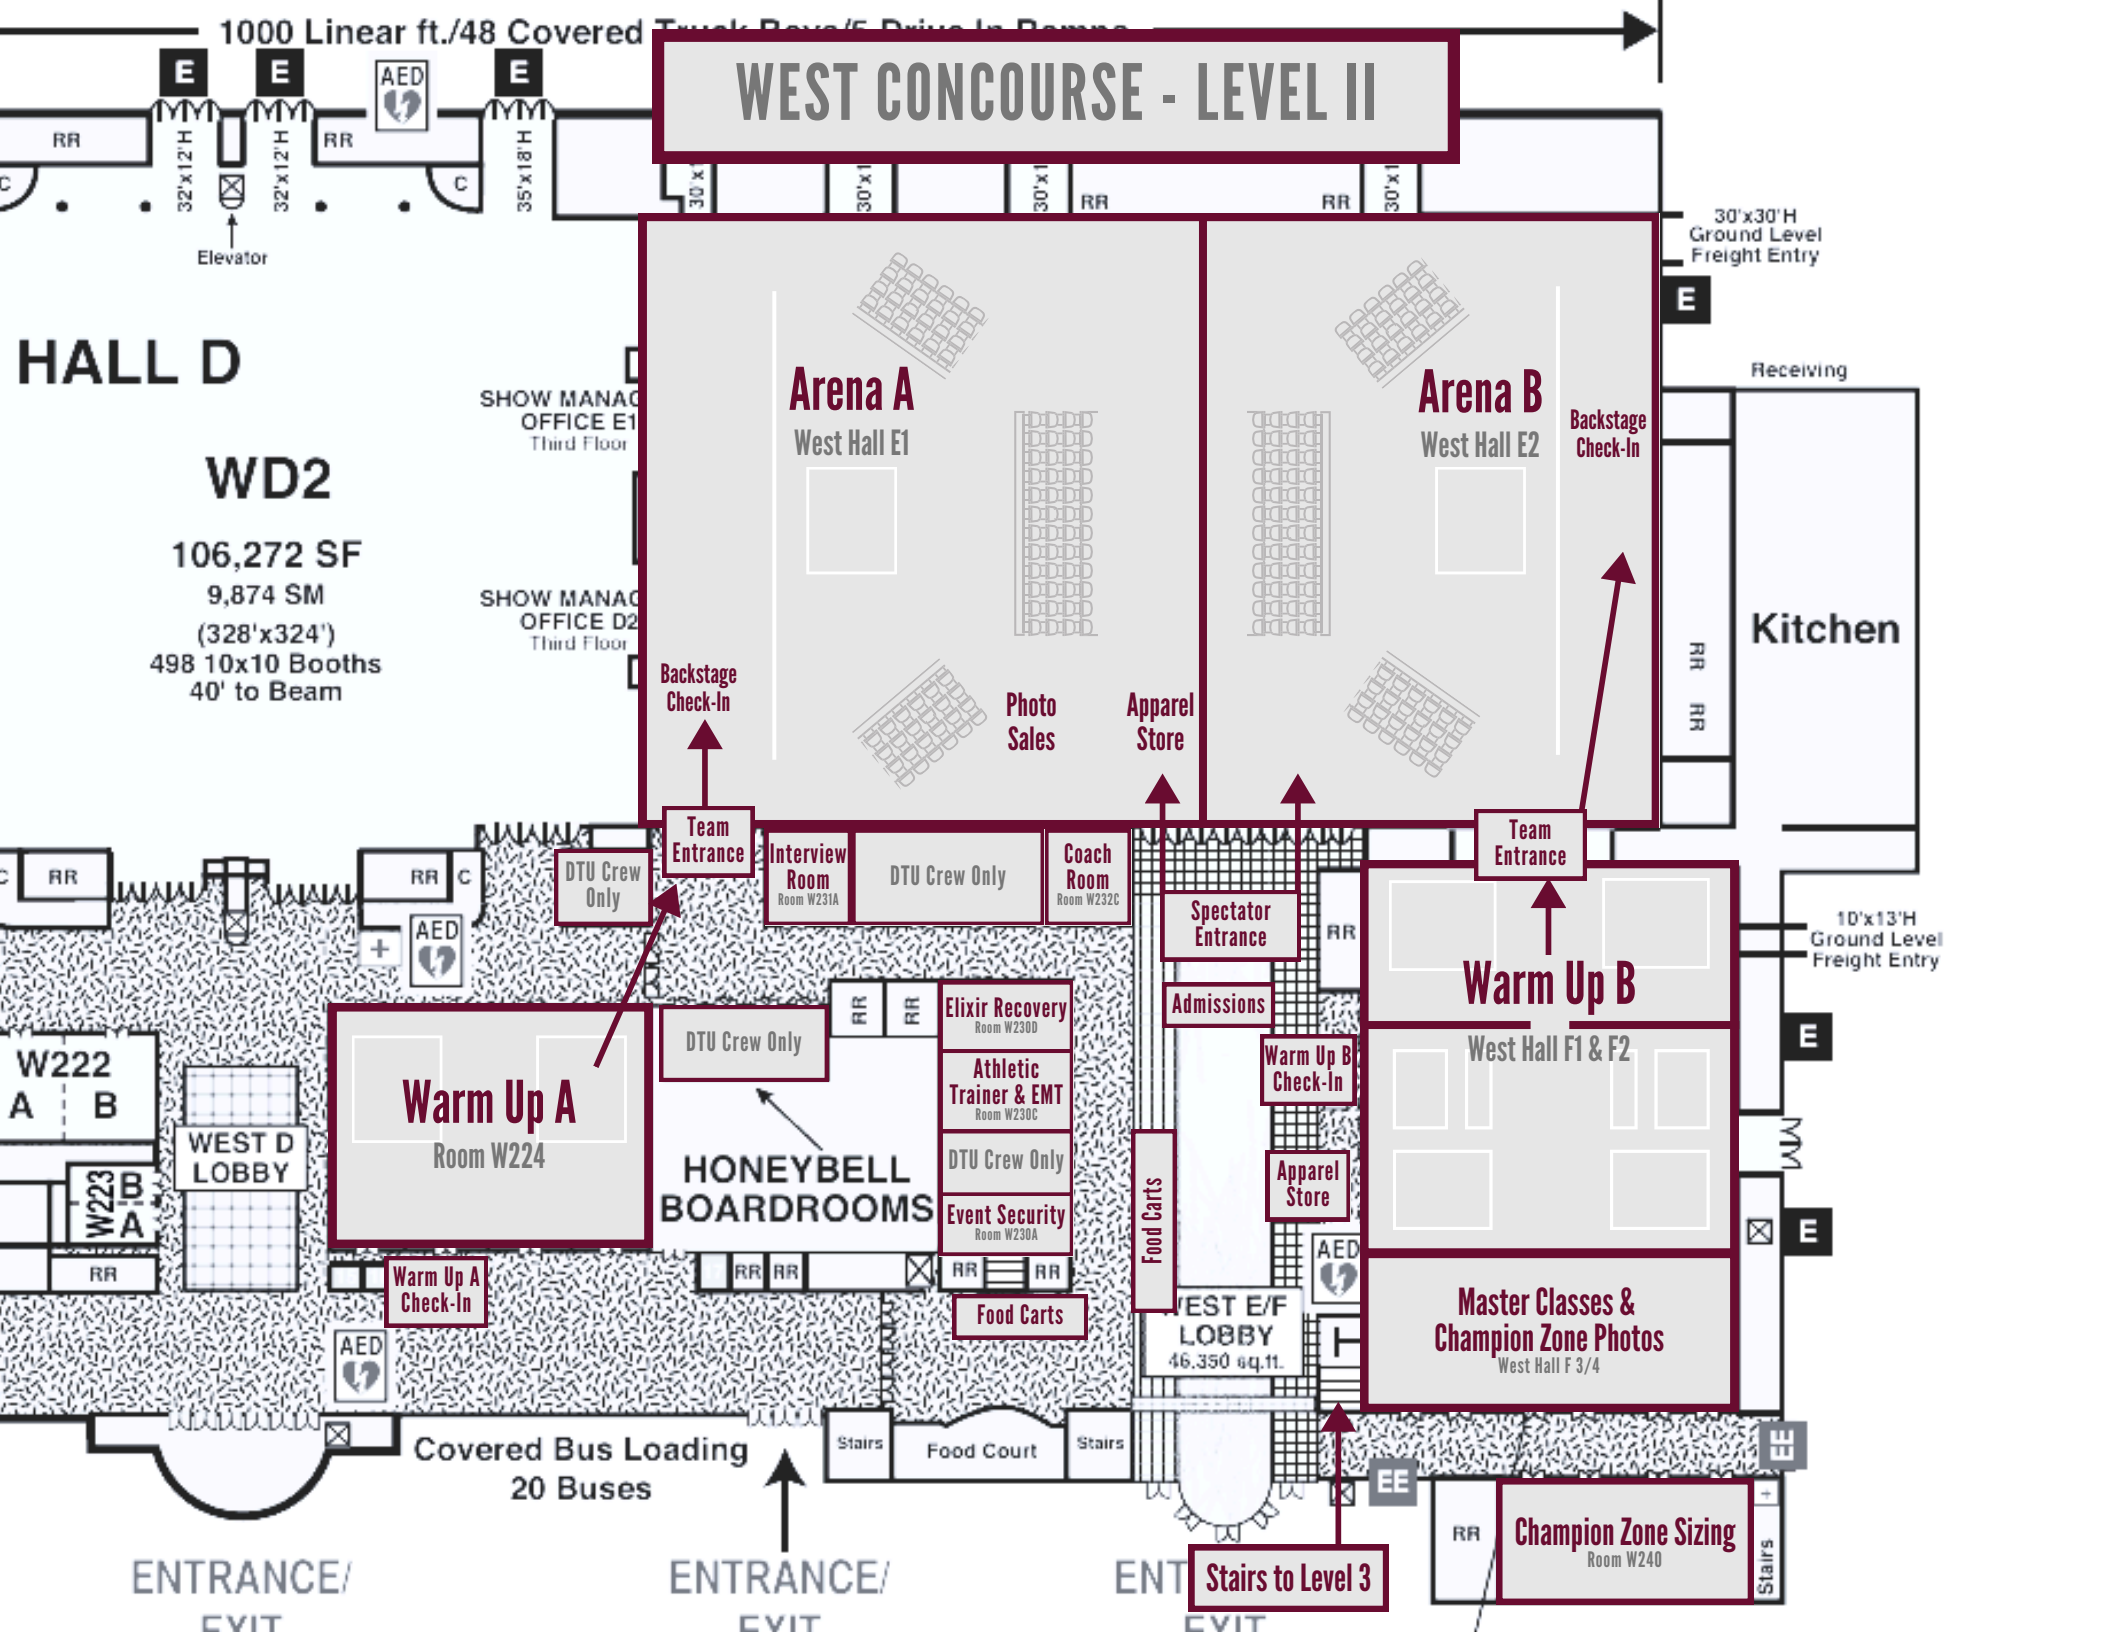 1000 Linear ft./48 Covered
WEST CONCOURSE - LEVEL II
E
E
AED
E
RR
32'x12'H
32'x12'H
RR
35'x18'H
C
C
Elevator
30'x1
30'x1
30'x1
RR
RR
30'x1
30'x30'H
Ground Level
Freight Entry
E
Receiving
HALL D
SHOW MANAG
OFFICE E1
Third Floor
WD2
106,272 SF
9,874 SM
(328'x324')
498 10x10 Booths
40' to Beam
SHOW MANAG
OFFICE D2
Third Floor
Arena A
West Hall E1
Arena B
West Hall E2
Backstage
Check-In
Kitchen
RR
RR
Backstage
Check-In
Photo
Sales
Apparel
Store
Team
Entrance
Team
Entrance
DTU Crew
Only
Interview
Room
Room W231A
DTU Crew Only
Coach
Room
Room W232C
Spectator
Entrance
C
RR
RR
C
AED
RR
10'x13'H
Ground Level
Freight Entry
Warm Up B
West Hall F1 & F2
E
DTU Crew Only
RR
RR
Elixir Recovery
Room W230D
Admissions
Athletic
Trainer & EMT
Room W230C
Warm Up B
Check-In
W222
A
B
WEST D
LOBBY
Warm Up A
Room W224
HONEYBELL
BOARDROOMS
DTU Crew Only
Event Security
Room W230A
Food Carts
Apparel
Store
W223
B
A
RR
E
AED
Warm Up A
Check-In
RR
RR
RR
RR
Food Carts
EST E/F
LOBBY
46,350 sq.ft.
Master Classes &
Champion Zone Photos
West Hall F 3/4
AED
Covered Bus Loading
20 Buses
Stairs
Food Court
Stairs
EE
EE
RR
Champion Zone Sizing
Room W240
Stairs
Stairs to Level 3
ENTRANCE/
EXIT
ENTRANCE/
EXIT
ENT
EXIT